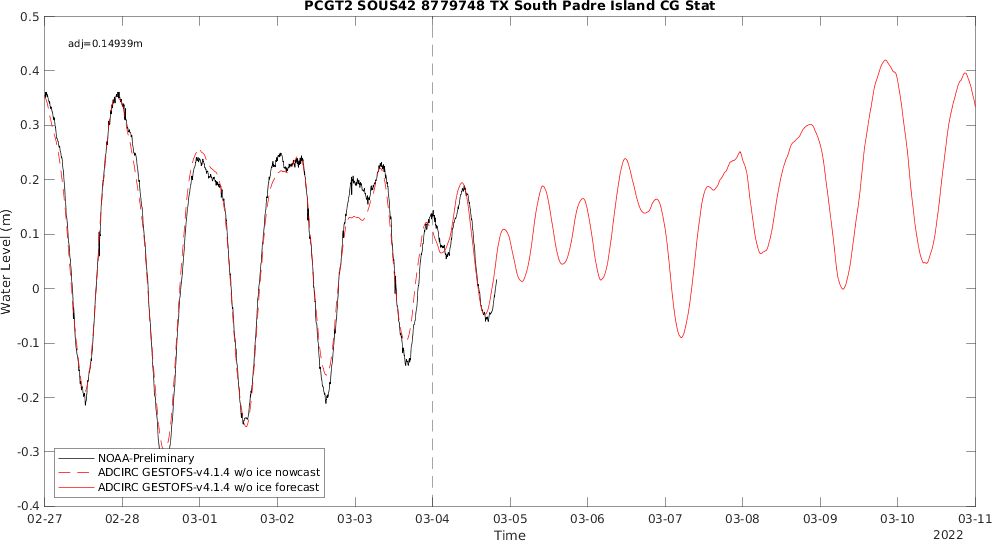 PCGT2 SOUS42 8779748 TX South Padre Island CG Stat
adj=0.14939m
0.5
0.4
0.3
0.2
0.1
0
-0.1
-0.2
-0.3
-0.4
Water Level (m)
NOAA-Preliminary
ADCIRC GESTOFS-v4.1.4 w/o ice nowcast
ADCIRC GESTOFS-v4.1.4 w/o ice forecast
02-27 02-28 03-01 03-02 03-03 03-04 03-05 03-06 03-07 03-08 03-09 03-10 03-11
Time
2022